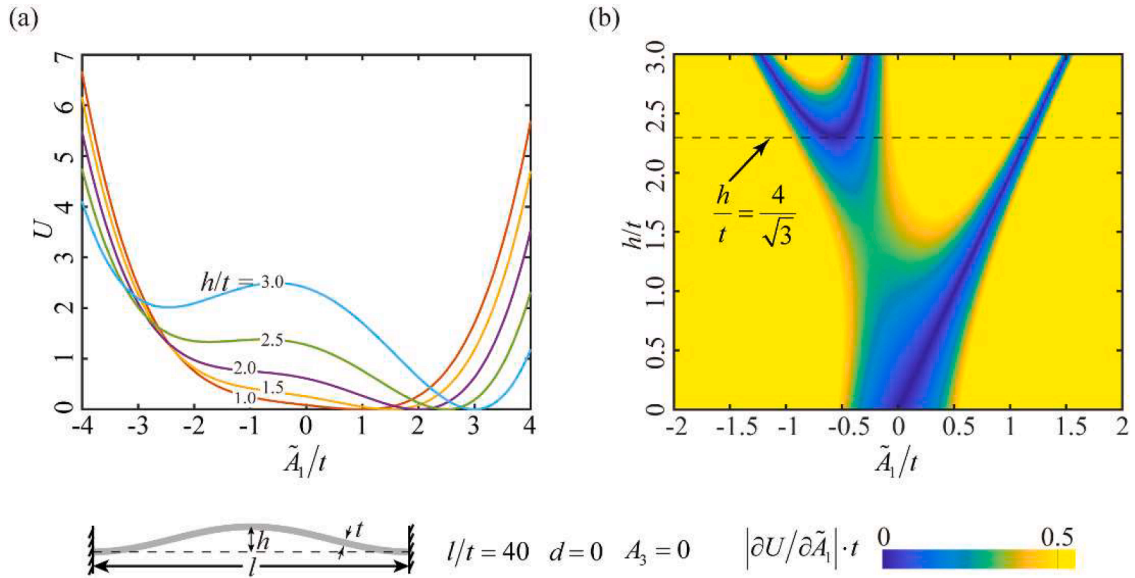 (a)
(b)
7
6
5
4
3
2
1
0
U
h/t =
3.0
2.5
2.0
1.5
1.0
-4 -3 -2 -1 0 1 2 3 4
Ã₁/t
3.0
2.5
2.0
1.5
1.0
0.5
0
h/t
h/t = 4/√3
-2 -1.5 -1 -0.5 0 0.5 1 1.5 2
Ã₁/t
t
h
l
l/t = 40 d = 0 A₃ = 0
|∂U/∂Ã₁|·t
0 0.5